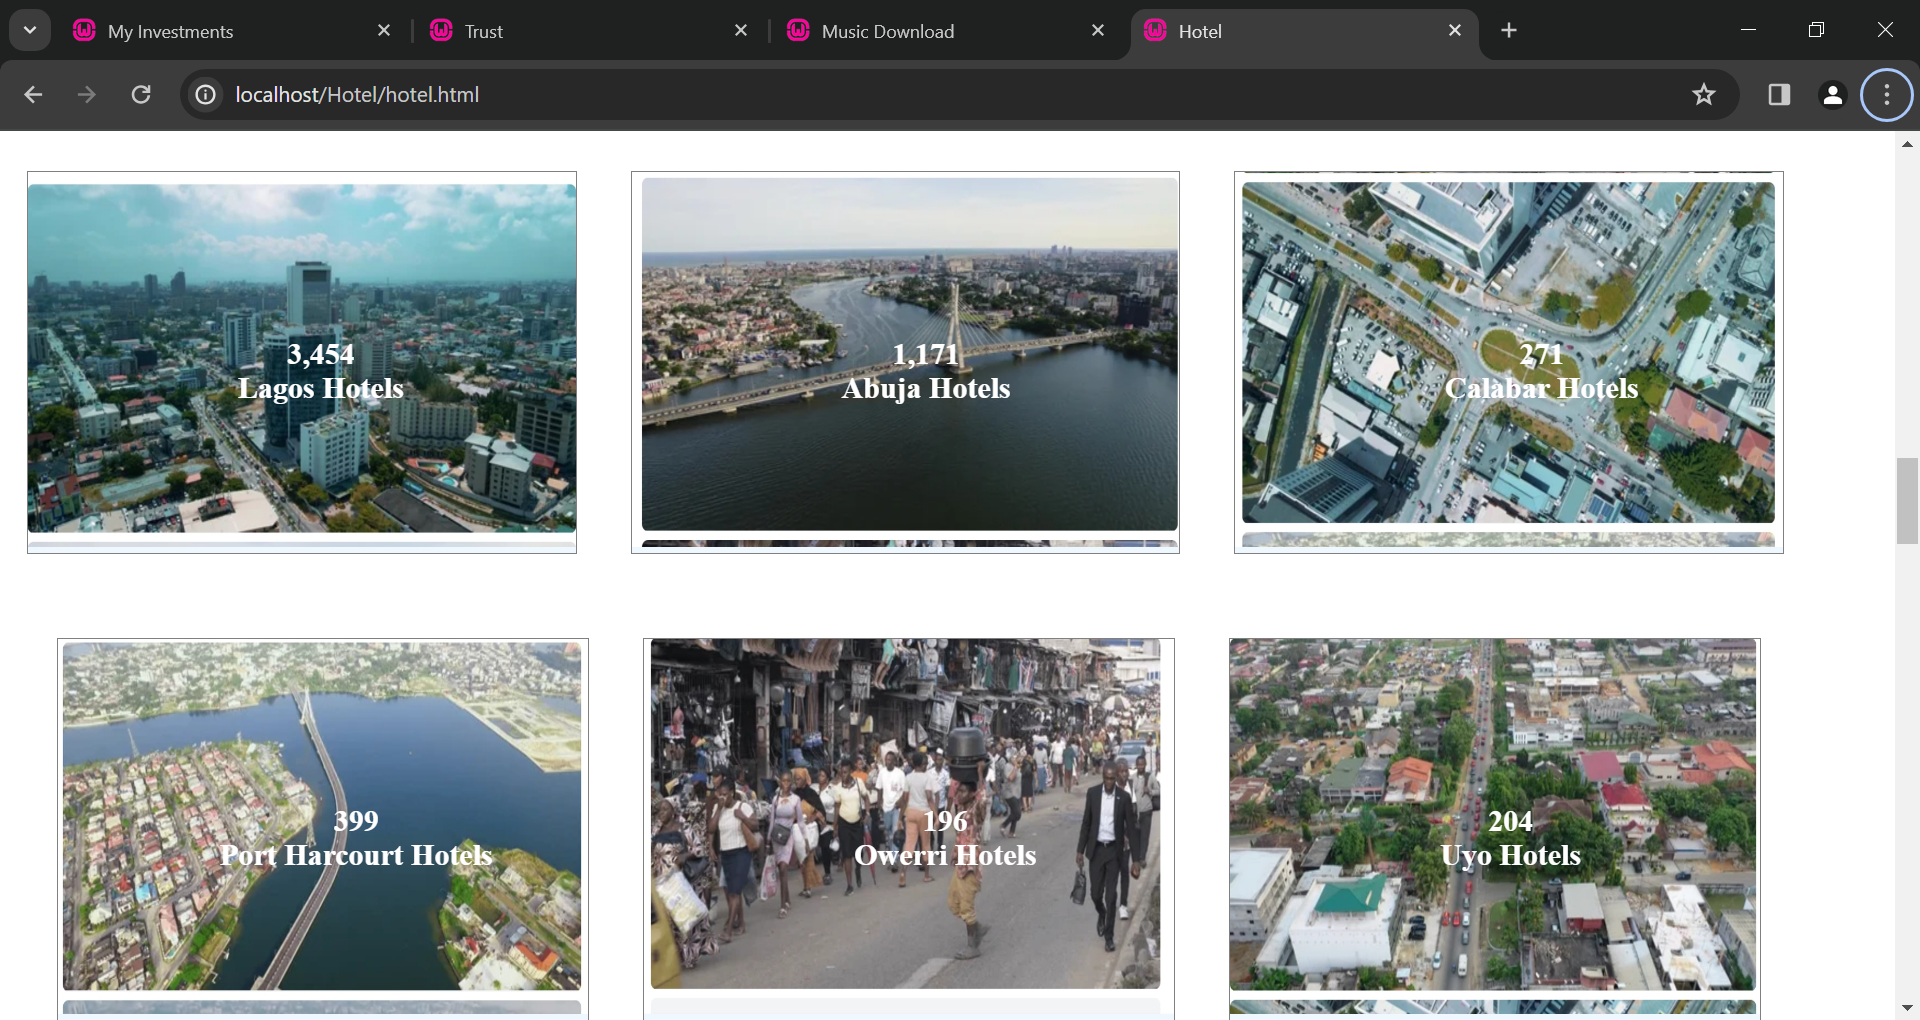 My Investments
Trust
Music Download
Hotel
localhost/Hotel/hotel.html
3,454
Lagos Hotels
1,171
Abuja Hotels
271
Calabar Hotels
399
Port Harcourt Hotels
196
Owerri Hotels
204
Uyo Hotels